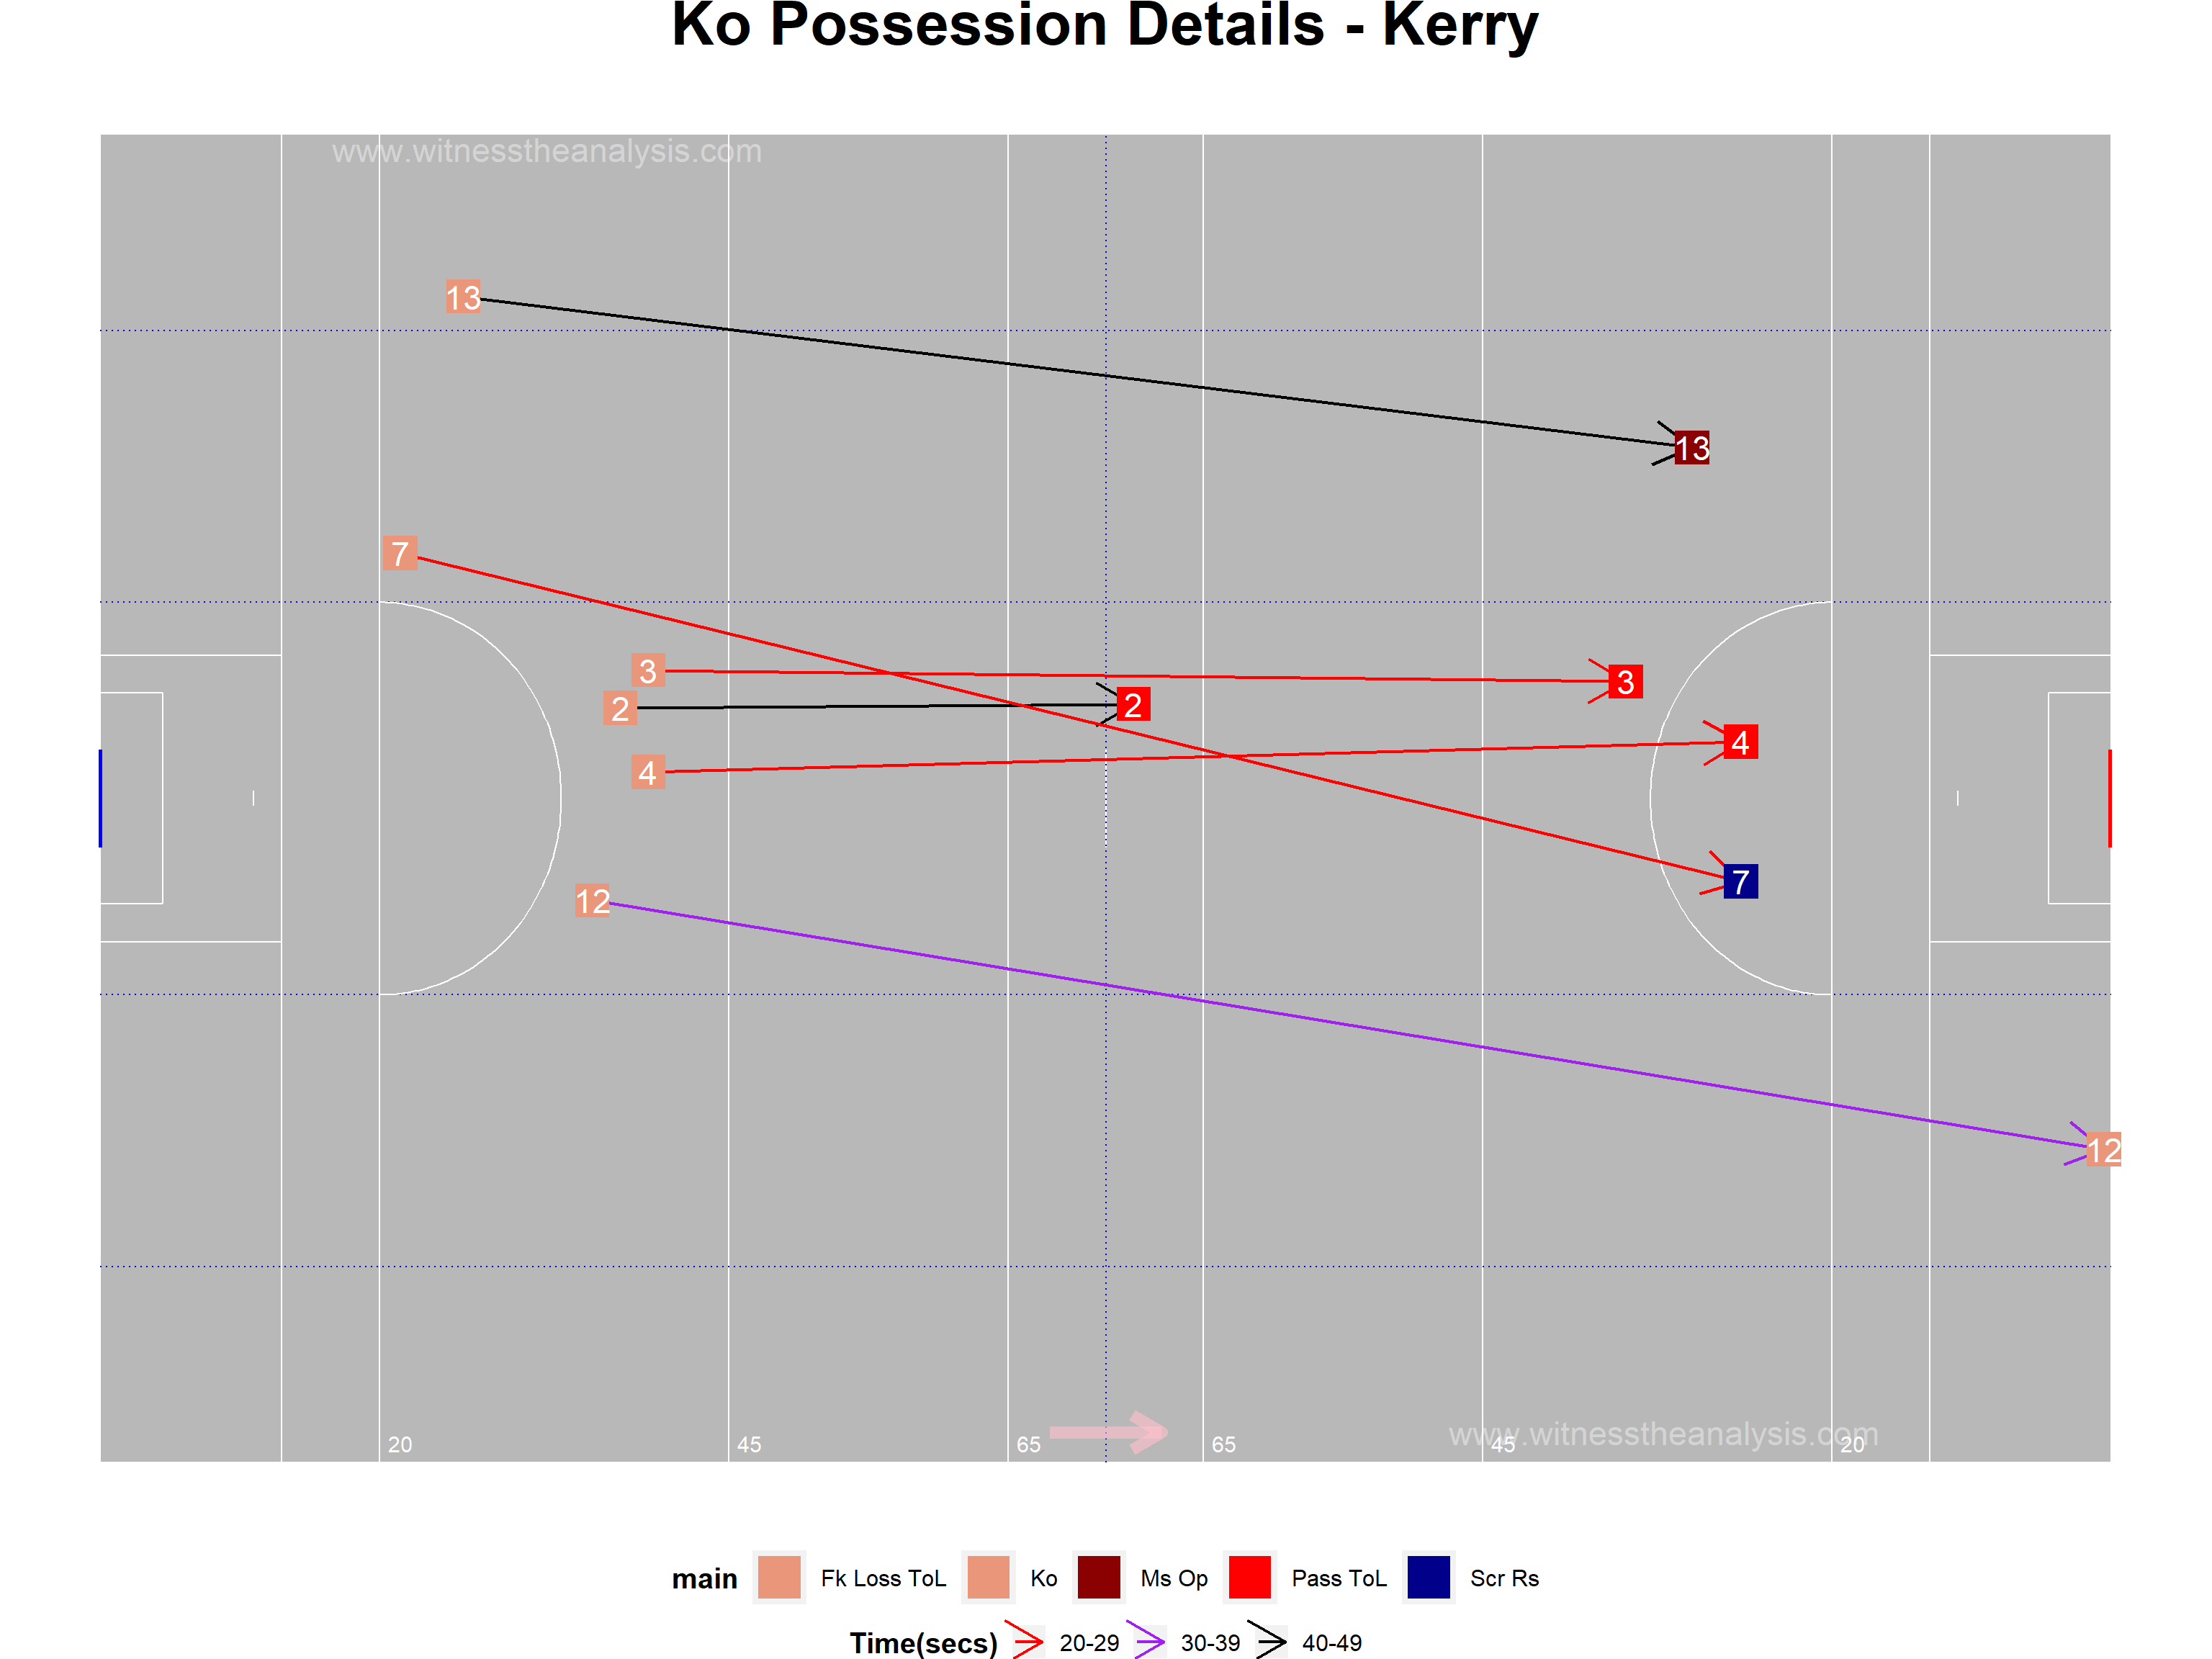 Ko Possession Details - Kerry
www.witnesstheanalysis.com
13
13
7
3
3
2
2
4
4
7
12
12
www.witnesstheanalysis.com
20 45 65 65 45 20
main Fk Loss ToL Ko Ms Op Pass ToL Scr Rs
Time(secs) 20-29 30-39 40-49